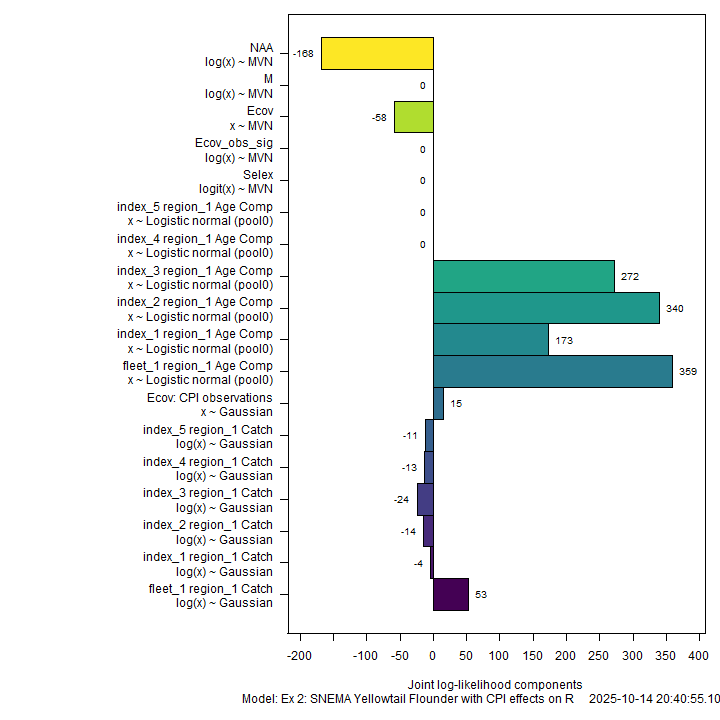 NAA
log(x) ~ MVN
-168
M
log(x) ~ MVN
0
Ecov
x ~ MVN
-58
Ecov_obs_sig
log(x) ~ MVN
0
Selex
logit(x) ~ MVN
0
index_5 region_1 Age Comp
x ~ Logistic normal (pool0)
0
index_4 region_1 Age Comp
x ~ Logistic normal (pool0)
0
index_3 region_1 Age Comp
x ~ Logistic normal (pool0)
272
index_2 region_1 Age Comp
x ~ Logistic normal (pool0)
340
index_1 region_1 Age Comp
x ~ Logistic normal (pool0)
173
fleet_1 region_1 Age Comp
x ~ Logistic normal (pool0)
359
Ecov: CPI observations
x ~ Gaussian
15
index_5 region_1 Catch
log(x) ~ Gaussian
-11
index_4 region_1 Catch
log(x) ~ Gaussian
-13
index_3 region_1 Catch
log(x) ~ Gaussian
-24
index_2 region_1 Catch
log(x) ~ Gaussian
-14
index_1 region_1 Catch
log(x) ~ Gaussian
-4
fleet_1 region_1 Catch
log(x) ~ Gaussian
53
-200 -100 -50 0 50 100 150 200 250 300 350 400
Joint log-likelihood components
Model: Ex 2: SNEMA Yellowtail Flounder with CPI effects on R 2025-10-14 20:40:55.10